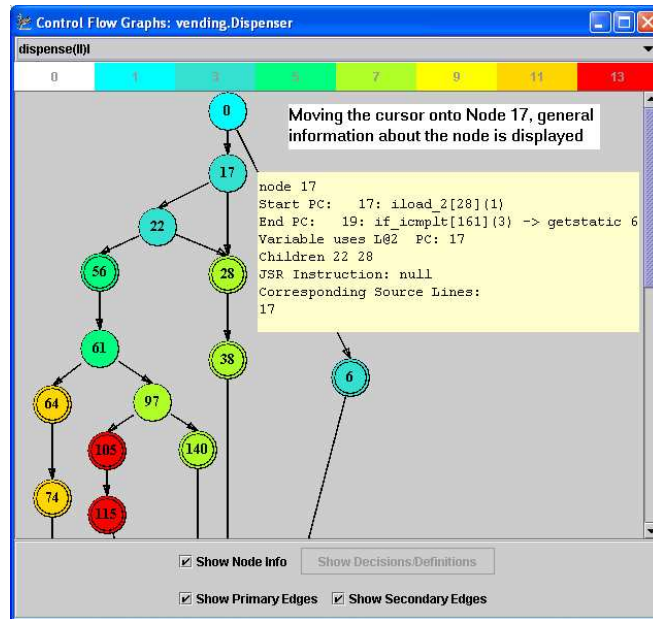 Control Flow Graphs: vending.Dispenser
dispense(II)I
0 1 3 5 7 9 11 13
0
Moving the cursor onto Node 17, general
information about the node is displayed
17
node 17
Start PC: 17: iload_2[28](1)
End PC: 19: if_icmplt[161](3) -> getstatic 6
Variable uses L@2 PC: 17
Children 22 28
JSR Instruction: null
Corresponding Source Lines:
17
22
56
28
61
38
6
64
97
105
140
74
115
Show Node Info
Show Decisions/Definitions
Show Primary Edges
Show Secondary Edges